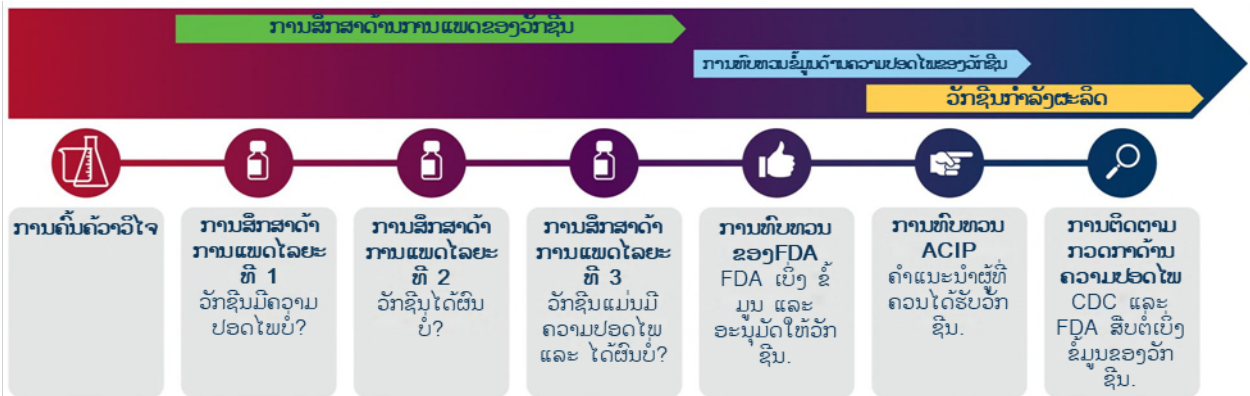 ການສຶກສາດ້ານການແພດຂອງວັກຊີນ
ການທົບທວນຂໍ້ມູນດ້ານຄວາມປອດໄພຂອງວັກຊີນ
ວັກຊີນກຳລັງຜະລິດ
ການຄົ້ນຄ້ວາວິໄຈ
ການສຶກສາດ້າ
ການແພດໄລຍະ
ທີ 1
ວັກຊີນມີຄວາມ
ປອດໄພບໍ່?
ການສຶກສາດ້າ
ການແພດໄລຍະ
ທີ 2
ວັກຊີນໄດ້ຜົນ
ບໍ່?
ການສຶກສາດ້າ
ການແພດໄລຍະ
ທີ 3
ວັກຊີນແມ່ນມີ
ຄວາມປອດໄພ
ແລະ ໄດ້ຜົນບໍ່?
ການທົບທວນ
ຂອງFDA
FDA ເບິ່ງ ຂໍ້
ມູນ ແລະ
ອະນຸມັດໃຫ້ວັກ
ຊີນ.
ການທົບທວນ
ACIP
ຄຳແນະນຳຜູ້ທີ່
ຄວນໄດ້ຮັບວັກ
ຊີນ.
ການຕິດຕາມ
ກວດກາດ້ານ
ຄວາມປອດໄພ
CDC ແລະ
FDA ສືບຕໍ່ເບິ່ງ
ຂໍ້ມູນຂອງວັກ
ຊີນ.